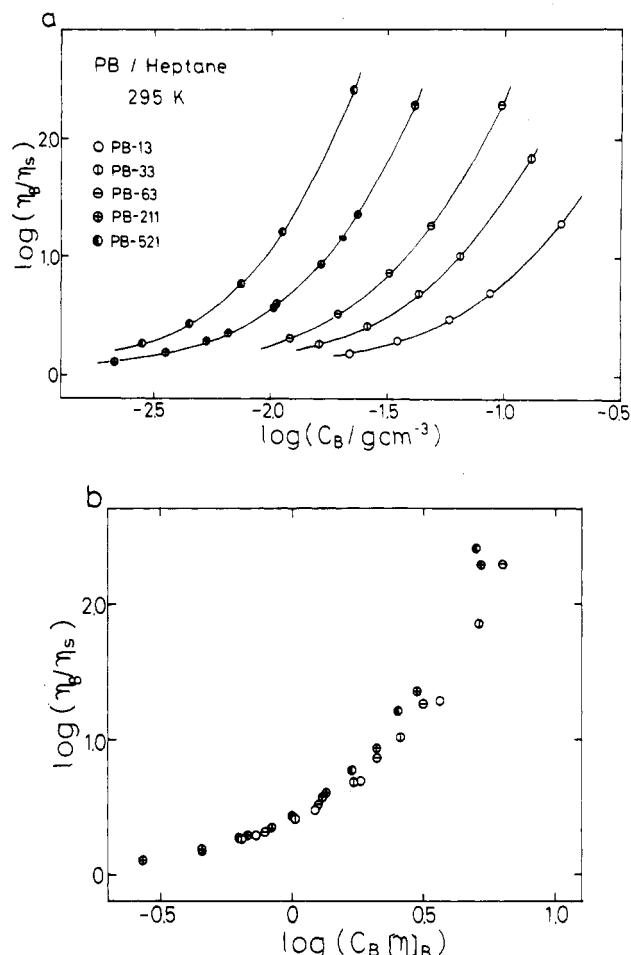 a
PB / Heptane
295 K
○ PB-13
⦶ PB-33
⊖ PB-63
⊕ PB-211
◐ PB-521
log(ηB/ηs)
2.0
1.0
0
-2.5 -2.0 -1.5 -1.0 -0.5
log(CB/gcm⁻³)
b
log(ηB/ηs)
2.0
1.0
0
-0.5 0 0.5 1.0
log(CB[η]B)